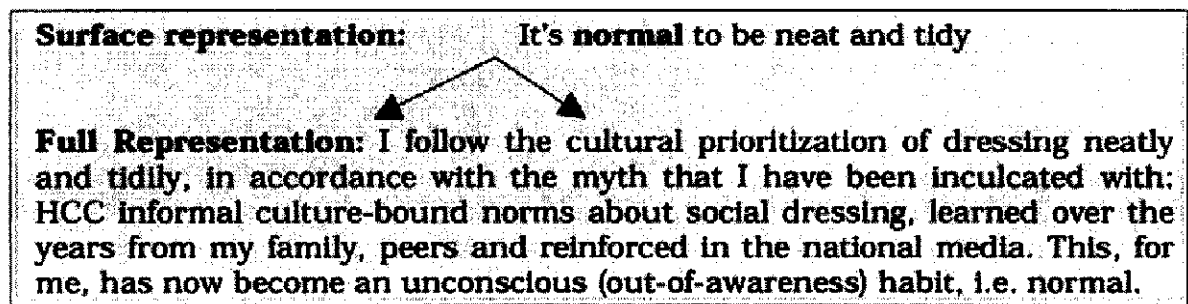 Surface representation: It's normal to be neat and tidy
Full Representation: I follow the cultural prioritization of dressing neatly
and tidily, in accordance with the myth that I have been inculcated with:
HCC informal culture-bound norms about social dressing, learned over the
years from my family, peers and reinforced in the national media. This, for
me, has now become an unconscious (out-of-awareness) habit, i.e. normal.